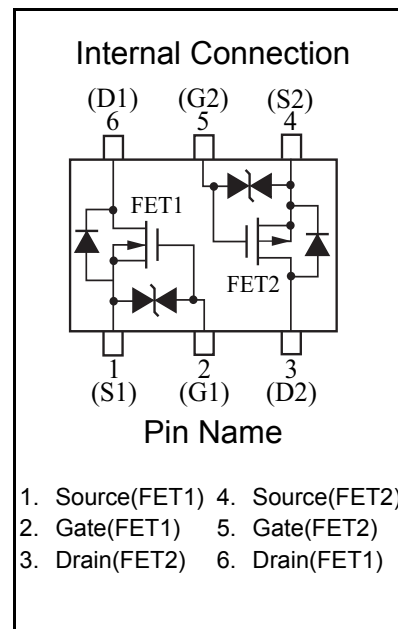 Internal Connection
(D1) (G2) (S2)
6 5 4
FET1
FET2
1 2 3
(S1) (G1) (D2)
Pin Name
1. Source(FET1) 4. Source(FET2)
2. Gate(FET1) 5. Gate(FET2)
3. Drain(FET2) 6. Drain(FET1)